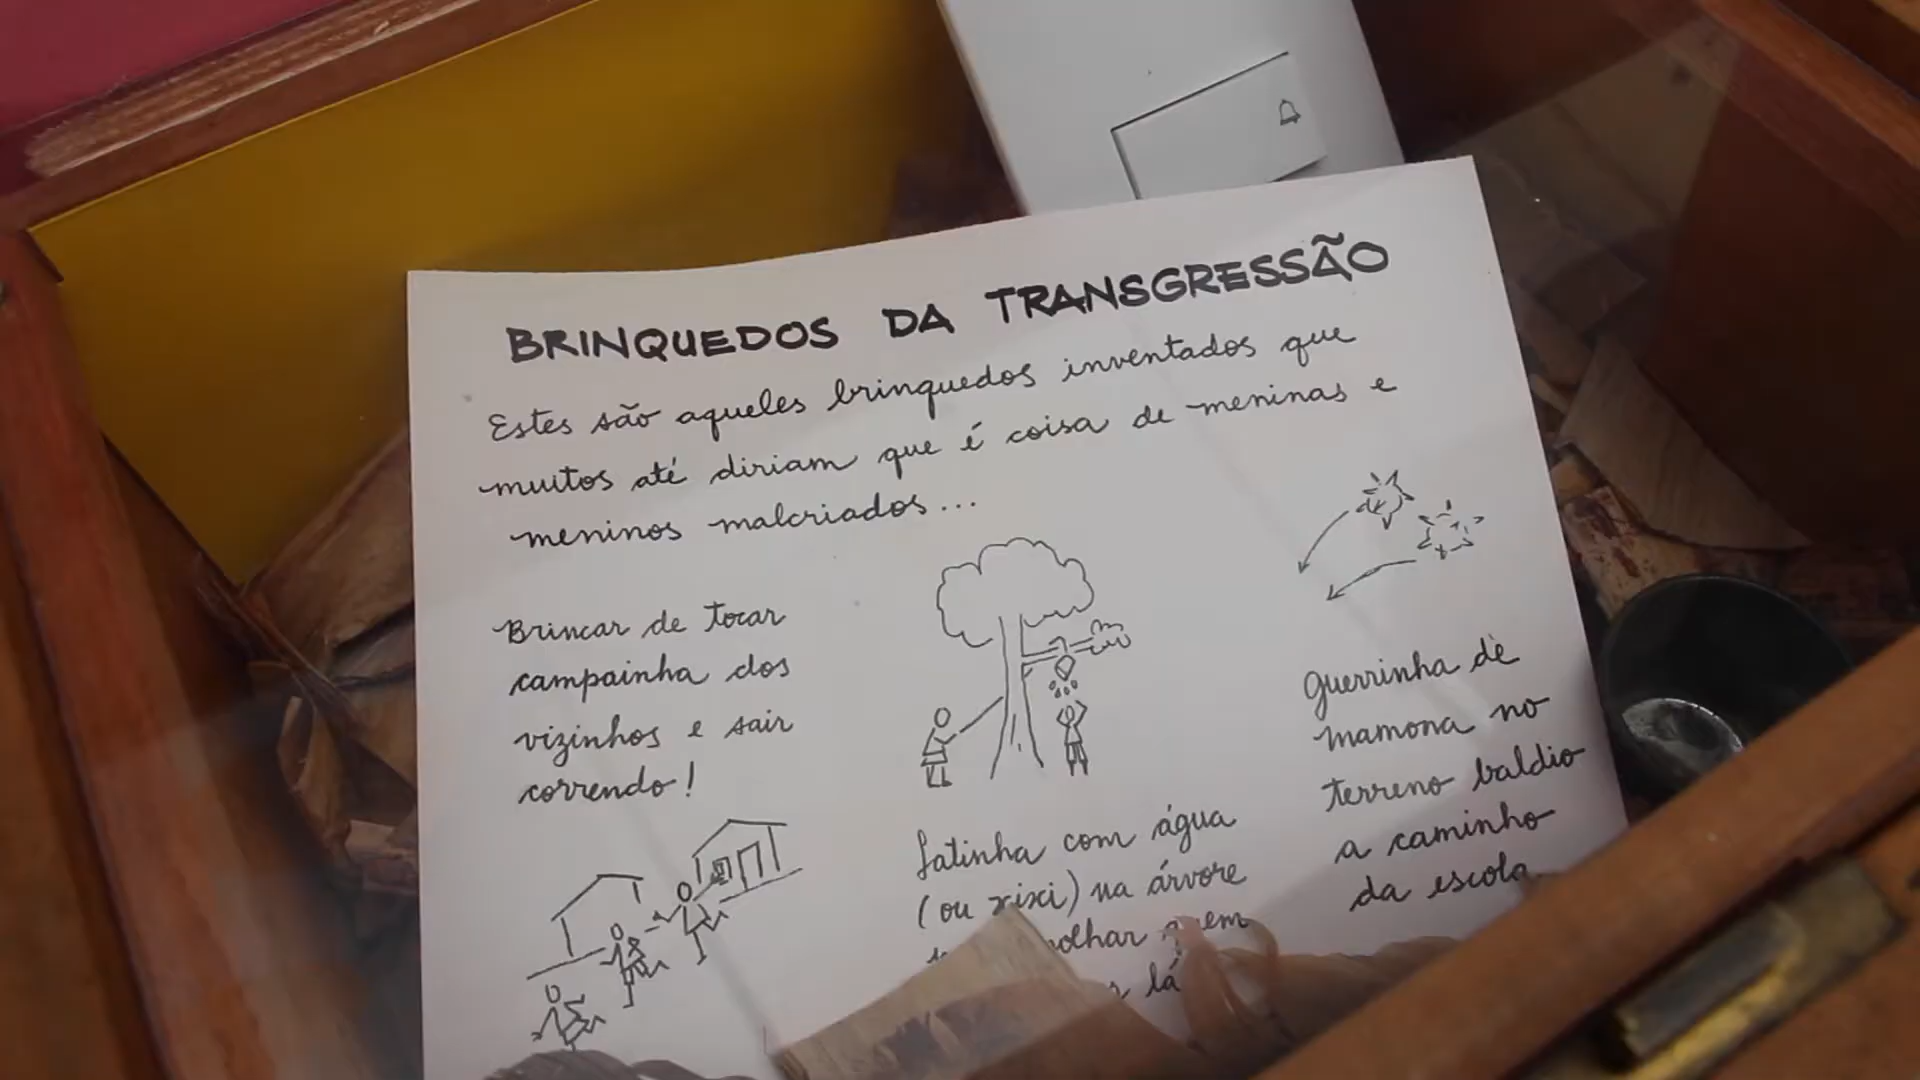 BRINQUEDOS DA TRANSGRESSÃO
Estes são aqueles brinquedos inventados que
muitos até diriam que é coisa de meninas e
meninos malcriados...
Brincar de tocar
campainha dos
vizinhos e sair
correndo!
Latinha com água
(ou xixi) na árvore
lá
guerrinha de
mamona no
terreno baldio
a caminho
da escola